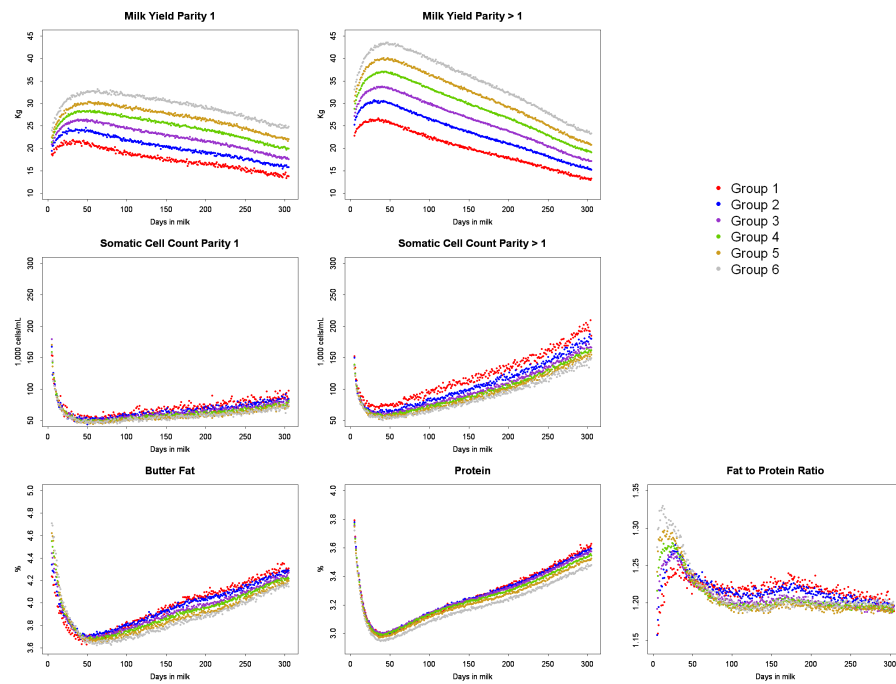 Milk Yield Parity 1
Kg
10 15 20 25 30 35 40 45
0 50 100 150 200 250 300
Days in milk
Milk Yield Parity > 1
Kg
10 15 20 25 30 35 40 45
0 50 100 150 200 250 300
Days in milk
Group 1
Group 2
Group 3
Group 4
Group 5
Group 6
Somatic Cell Count Parity 1
1,000 cells/mL
50 100 150 200 250 300
0 50 100 150 200 250 300
Days in milk
Somatic Cell Count Parity > 1
1,000 cells/mL
50 100 150 200 250 300
0 50 100 150 200 250 300
Days in milk
Butter Fat
%
3.6 3.8 4.0 4.2 4.4 4.6 4.8 5.0
0 50 100 150 200 250 300
Days in milk
Protein
%
3.0 3.2 3.4 3.6 3.8 4.0
0 50 100 150 200 250 300
Days in milk
Fat to Protein Ratio
1.15 1.20 1.25 1.30 1.35
0 50 100 150 200 250 300
Days in milk